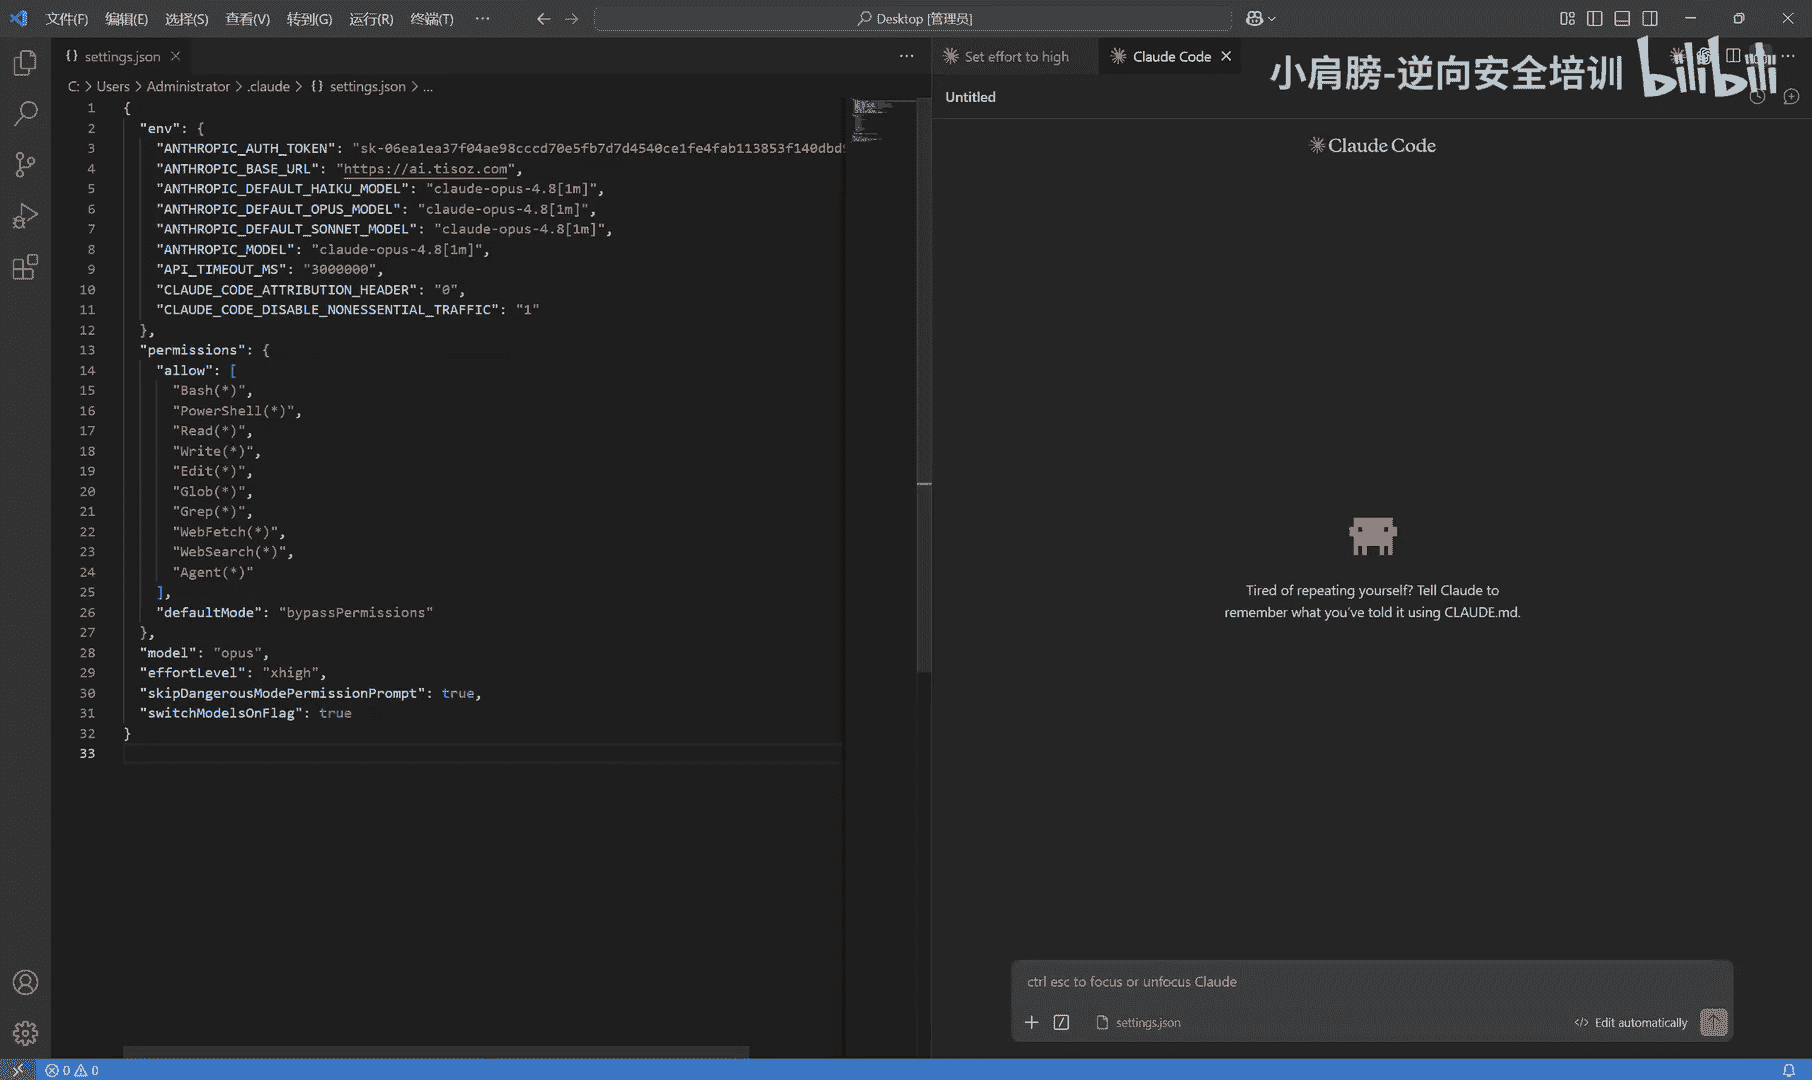 文件(F) 编辑(E) 选择(S) 查看(V) 转到(G) 运行(R) 终端(T) ··· Desktop [管理员]
settings.json
Set effort to high
Claude Code
小肩膀-逆向安全培训 bilibili
C: > Users > Administrator > .claude > {} settings.json > ...
Untitled
1 {
2 "env": {
3 "ANTHROPIC_AUTH_TOKEN": "sk-06ea1ea37f04ae98cccd70e5fb7d7d4540ce1fe4fab113853f140dbd
4 "ANTHROPIC_BASE_URL": "https://ai.tisoz.com",
5 "ANTHROPIC_DEFAULT_HAIKU_MODEL": "claude-opus-4.8[1m]",
6 "ANTHROPIC_DEFAULT_OPUS_MODEL": "claude-opus-4.8[1m]",
7 "ANTHROPIC_DEFAULT_SONNET_MODEL": "claude-opus-4.8[1m]",
8 "ANTHROPIC_MODEL": "claude-opus-4.8[1m]",
9 "API_TIMEOUT_MS": "3000000",
10 "CLAUDE_CODE_ATTRIBUTION_HEADER": "0",
11 "CLAUDE_CODE_DISABLE_NONESSENTIAL_TRAFFIC": "1"
12 },
13 "permissions": {
14 "allow": [
15 "Bash(*)",
16 "PowerShell(*)",
17 "Read(*)",
18 "Write(*)",
19 "Edit(*)",
20 "Glob(*)",
21 "Grep(*)",
22 "WebFetch(*)",
23 "WebSearch(*)",
24 "Agent(*)"
25 ],
26 "defaultMode": "bypassPermissions"
27 },
28 "model": "opus",
29 "effortLevel": "xhigh",
30 "skipDangerousModePermissionPrompt": true,
31 "switchModelsOnFlag": true
32 }
33
Claude Code
Tired of repeating yourself? Tell Claude to
remember what you've told it using CLAUDE.md.
ctrl esc to focus or unfocus Claude
settings.json
Edit automatically
0 0